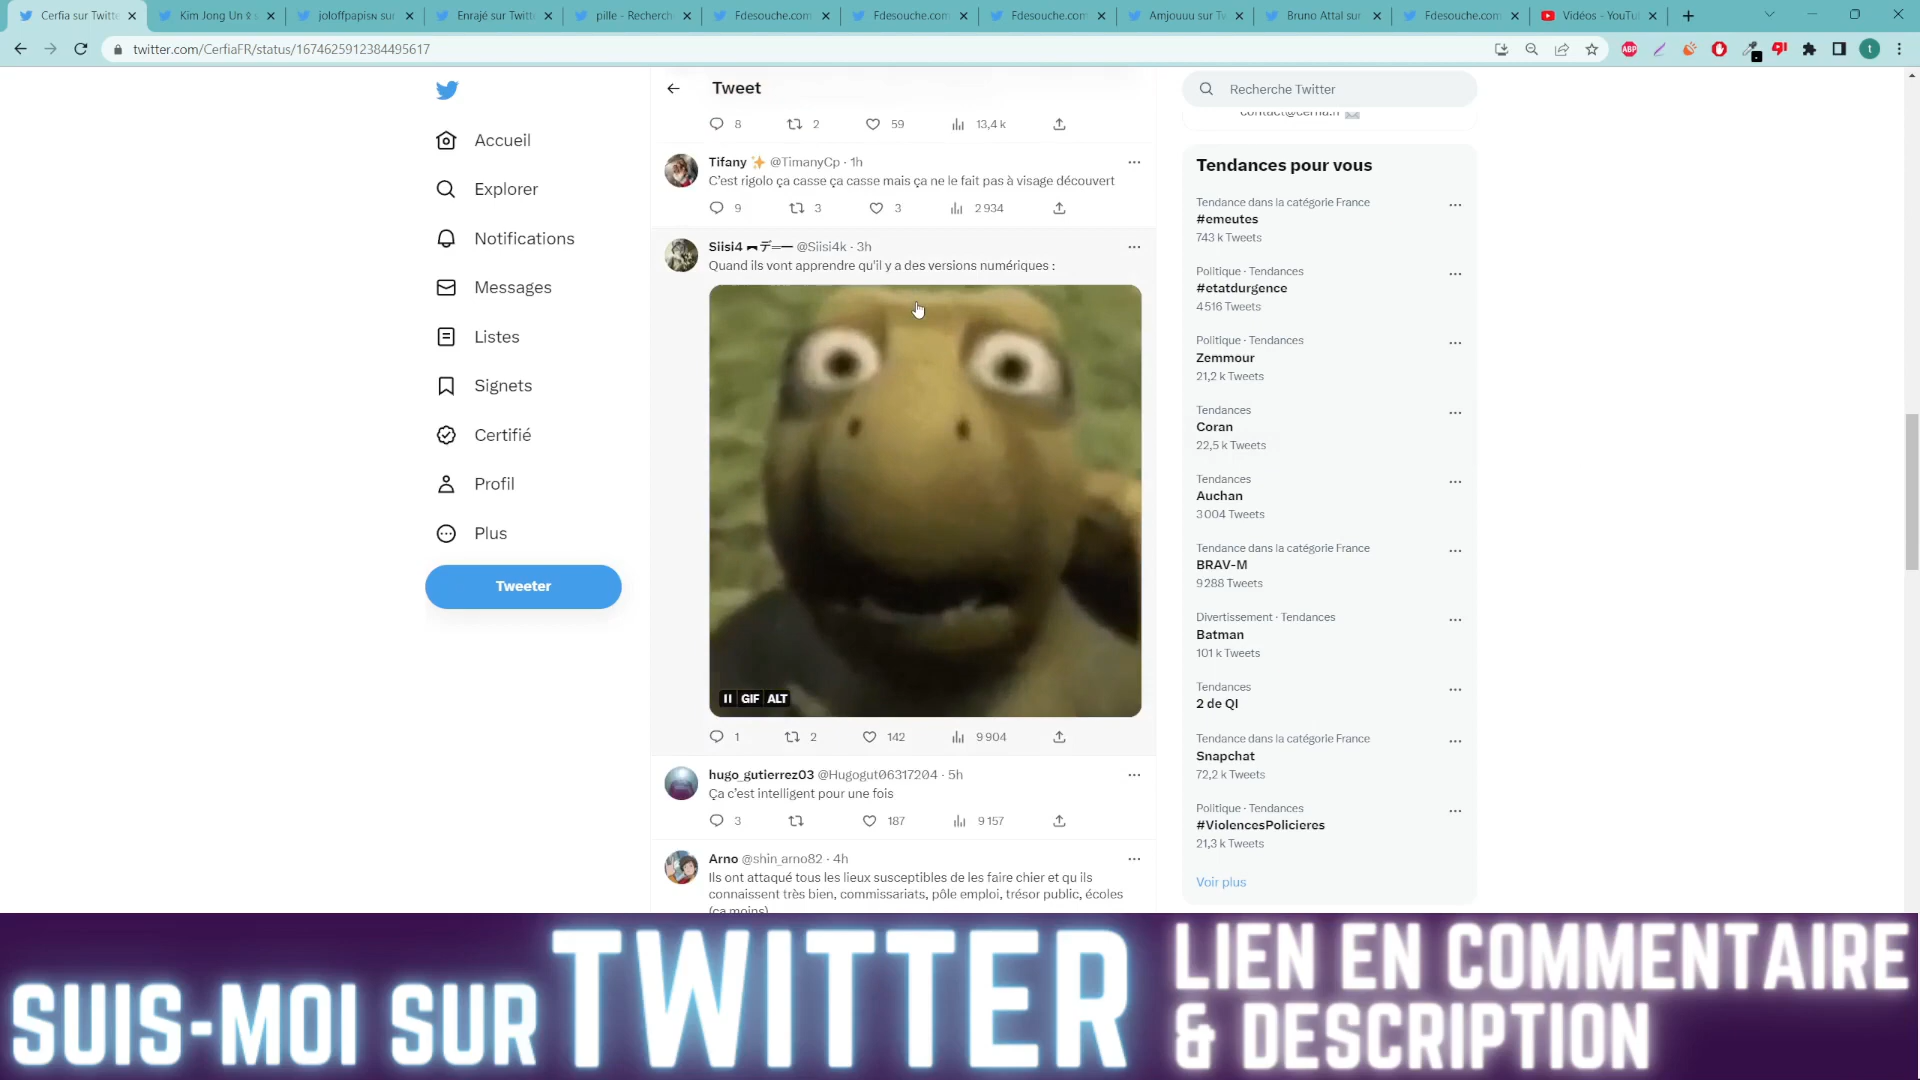 Cerfia sur Twitte
Kim Jong Un
joloffpapisɴ sur
Enrajé sur Twitt
pille - Recherch
Fdesouche.com
Fdesouche.com
Fdesouche.com
Amjouuu sur Tw
Bruno Attal sur
Fdesouche.com
Vidéos - YouTu
twitter.com/CerfiaFR/status/1674625912384495617
ABP
t
Accueil
Explorer
Notifications
Messages
Listes
Signets
Certifié
Profil
Plus
Tweeter
Tweet
8 2 59 13,4 k
Tifany ✨ @TimanyCp · 1h
C'est rigolo ça casse ça casse mais ça ne le fait pas à visage découvert
9 3 3 2 934
Siisi4 @Siisi4k · 3h
Quand ils vont apprendre qu'il y a des versions numériques :
GIF ALT
1 2 142 9 904
hugo_gutierrez03 @Hugogut06317204 · 5h
Ça c'est intelligent pour une fois
3 187 9 157
Arno @shin_arno82 · 4h
Ils ont attaqué tous les lieux susceptibles de les faire chier et qu ils
connaissent très bien, commissariats, pôle emploi, trésor public, écoles
(ça moins)
Recherche Twitter
contact@cerfia.fr
Tendances pour vous
Tendance dans la catégorie France
#emeutes
743 k Tweets
Politique · Tendances
#etatdurgence
4 516 Tweets
Politique · Tendances
Zemmour
21,2 k Tweets
Tendances
Coran
22,5 k Tweets
Tendances
Auchan
3 004 Tweets
Tendance dans la catégorie France
BRAV-M
9 288 Tweets
Divertissement · Tendances
Batman
101 k Tweets
Tendances
2 de QI
Tendance dans la catégorie France
Snapchat
72,2 k Tweets
Politique · Tendances
#ViolencesPolicieres
21,3 k Tweets
Voir plus
SUIS-MOI SUR TWITTER
LIEN EN COMMENTAIRE
& DESCRIPTION